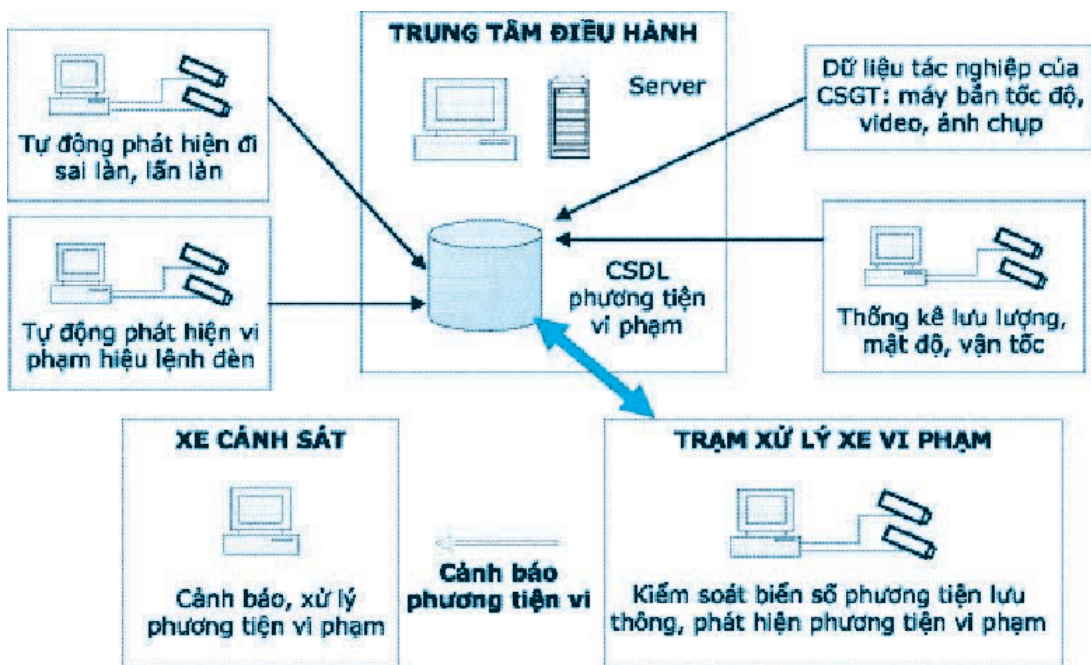 TRUNG TÂM ĐIỀU HÀNH
Server
CSDL
phương tiện
vi phạm
Tự động phát hiện đi
sai làn, lấn làn
Tự động phát hiện vi
phạm hiệu lệnh đèn
Dữ liệu tác nghiệp của
CSGT: máy bắn tốc độ,
video, ảnh chụp
Thống kê lưu lượng,
mật độ, vận tốc
XE CẢNH SÁT
Cảnh báo, xử lý
phương tiện vi phạm
Cảnh báo
phương tiện vi
TRẠM XỬ LÝ XE VI PHẠM
Kiểm soát biển số phương tiện lưu
thông, phát hiện phương tiện vi phạm